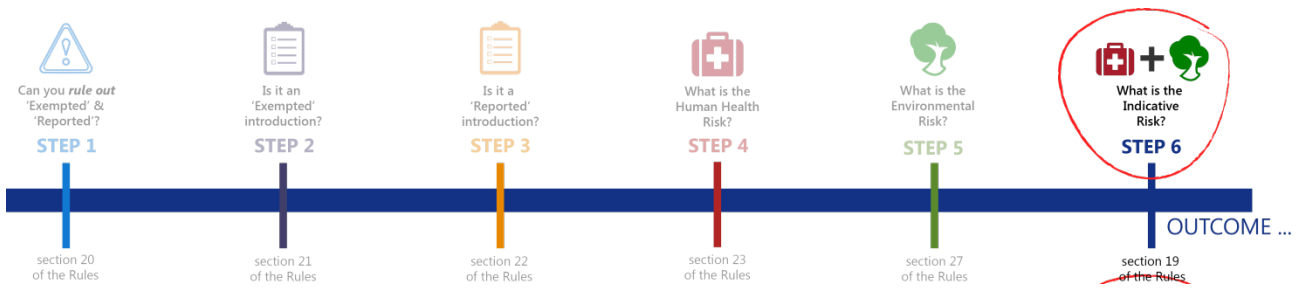 Can you rule out
'Exempted' &
'Reported'?
STEP 1
section 20
of the Rules
Is it an
'Exempted'
introduction?
STEP 2
section 21
of the Rules
Is it a
'Reported'
introduction?
STEP 3
section 22
of the Rules
What is the
Human Health
Risk?
STEP 4
section 23
of the Rules
What is the
Environmental
Risk?
STEP 5
section 27
of the Rules
What is the
Indicative
Risk?
STEP 6
OUTCOME ...
section 19
of the Rules